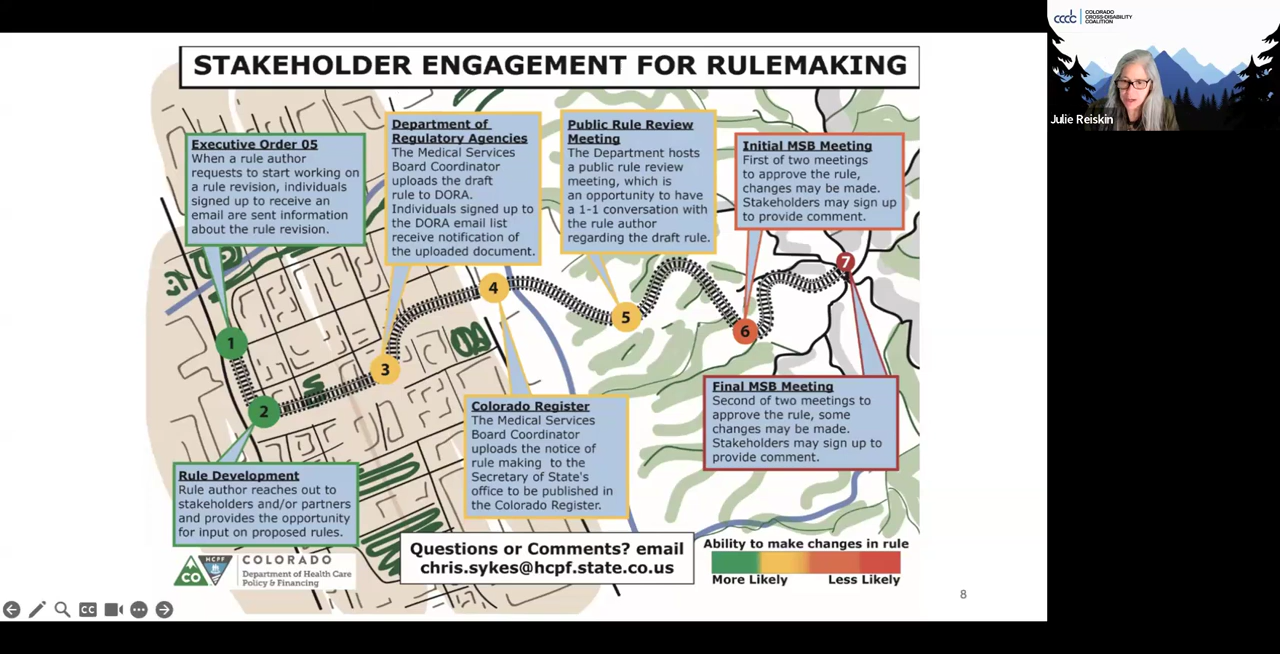 STAKEHOLDER ENGAGEMENT FOR RULEMAKING
Executive Order 05
When a rule author
requests to start working on
a rule revision, individuals
signed up to receive an
email are sent information
about the rule revision.
Department of
Regulatory Agencies
The Medical Services
Board Coordinator
uploads the draft
rule to DORA.
Individuals signed up to
the DORA email list
receive notification of
the uploaded document.
Public Rule Review
Meeting
The Department hosts
a public rule review
meeting, which is
an opportunity to have
a 1-1 conversation with
the rule author
regarding the draft rule.
Initial MSB Meeting
First of two meetings
to approve the rule,
changes may be made.
Stakeholders may sign up
to provide comment.
1
2
3
4
5
6
7
Rule Development
Rule author reaches out to
stakeholders and/or partners
and provides the opportunity
for input on proposed rules.
Colorado Register
The Medical Services
Board Coordinator
uploads the notice of
rule making to the
Secretary of State's
office to be published in
the Colorado Register.
Final MSB Meeting
Second of two meetings to
approve the rule, some
changes may be made.
Stakeholders may sign up to
provide comment.
CO
HCPF
COLORADO
Department of Health Care
Policy & Financing
Questions or Comments? email
chris.sykes@hcpf.state.co.us
Ability to make changes in rule
More Likely Less Likely
8
CC
cccdc
COLORADO
CROSS-DISABILITY
COALITION
Julie Reiskin